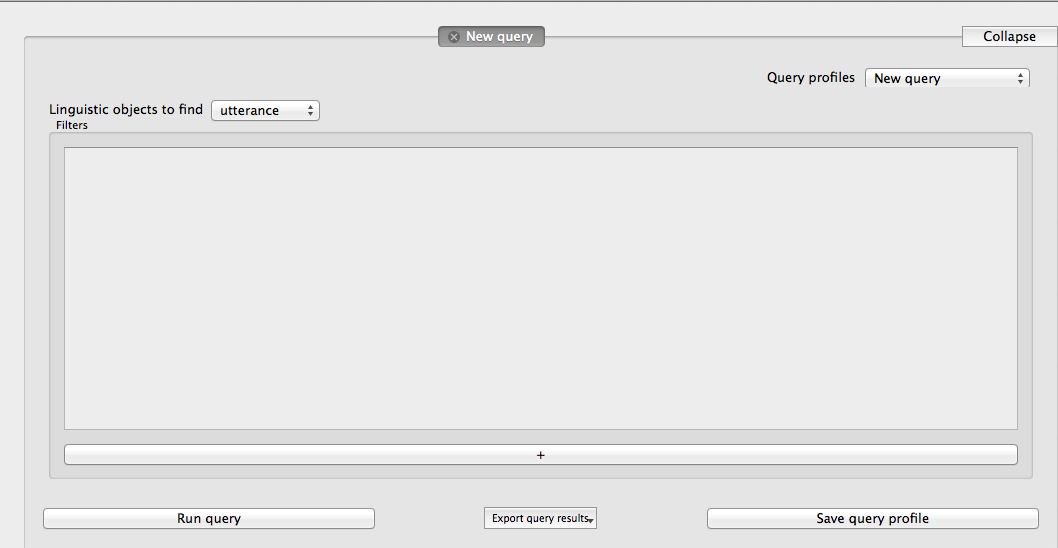 New query
Collapse
Query profiles New query
Linguistic objects to find utterance
Filters
+
Run query Export query results Save query profile